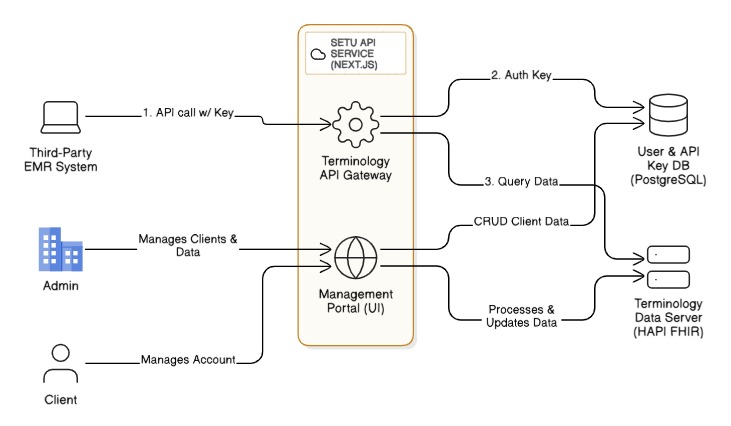 SETU API
SERVICE
(NEXT.JS)
2. Auth Key
1. API call w/ Key
Third-Party
EMR System
Terminology
API Gateway
User & API
Key DB
(PostgreSQL)
3. Query Data
CRUD Client Data
Manages Clients &
Data
Admin
Management
Portal (UI)
Processes &
Updates Data
Terminology
Data Server
(HAPI FHIR)
Manages Account
Client